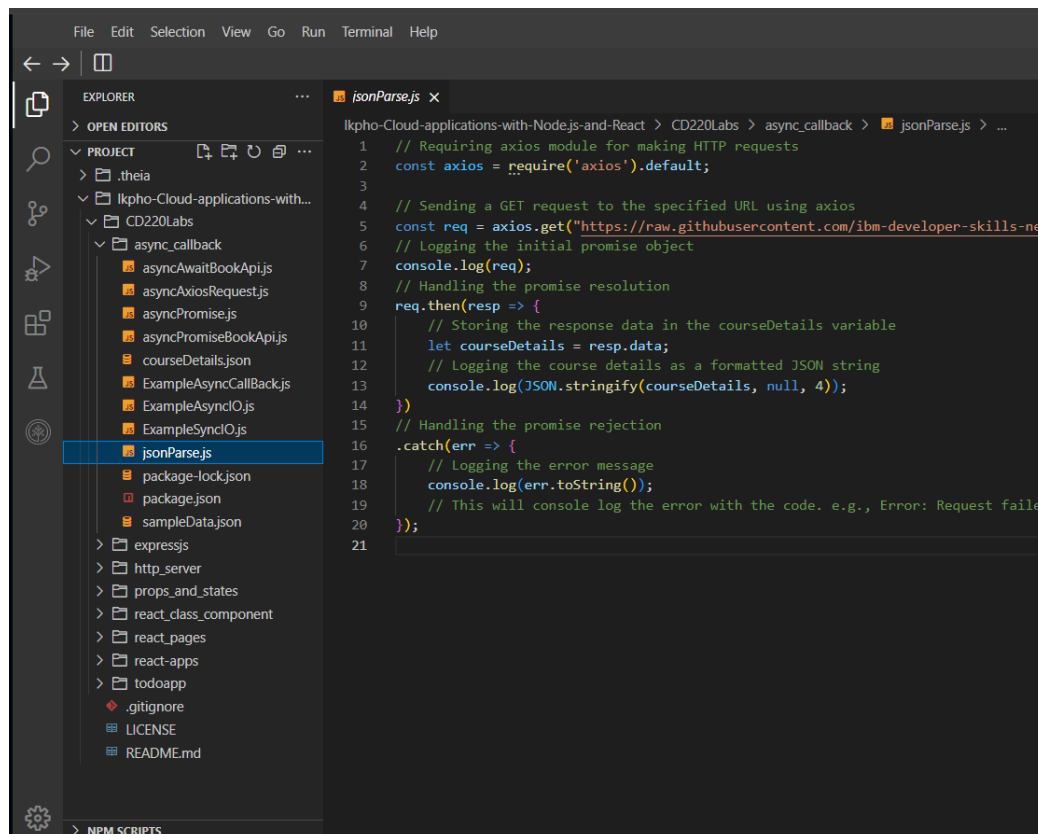 File Edit Selection View Go Run Terminal Help
EXPLORER
OPEN EDITORS
PROJECT
.theia
lkpho-Cloud-applications-with...
CD220Labs
async_callback
asyncAwaitBookApi.js
asyncAxiosRequest.js
asyncPromise.js
asyncPromiseBookApi.js
courseDetails.json
ExampleAsyncCallBack.js
ExampleAsyncIO.js
ExampleSyncIO.js
jsonParse.js
package-lock.json
package.json
sampleData.json
expressjs
http_server
props_and_states
react_class_component
react_pages
react-apps
todoapp
.gitignore
LICENSE
README.md
NPM SCRIPTS
jsonParse.js
lkpho-Cloud-applications-with-Node.js-and-React > CD220Labs > async_callback > jsonParse.js > ...
1 // Requiring axios module for making HTTP requests
2 const axios = require('axios').default;
3
4 // Sending a GET request to the specified URL using axios
5 const req = axios.get("https://raw.githubusercontent.com/ibm-developer-skills-ne
6 // Logging the initial promise object
7 console.log(req);
8 // Handling the promise resolution
9 req.then(resp => {
10     // Storing the response data in the courseDetails variable
11     let courseDetails = resp.data;
12     // Logging the course details as a formatted JSON string
13     console.log(JSON.stringify(courseDetails, null, 4));
14 })
15 // Handling the promise rejection
16 .catch(err => {
17     // Logging the error message
18     console.log(err.toString());
19     // This will console log the error with the code. e.g., Error: Request faile
20 });
21